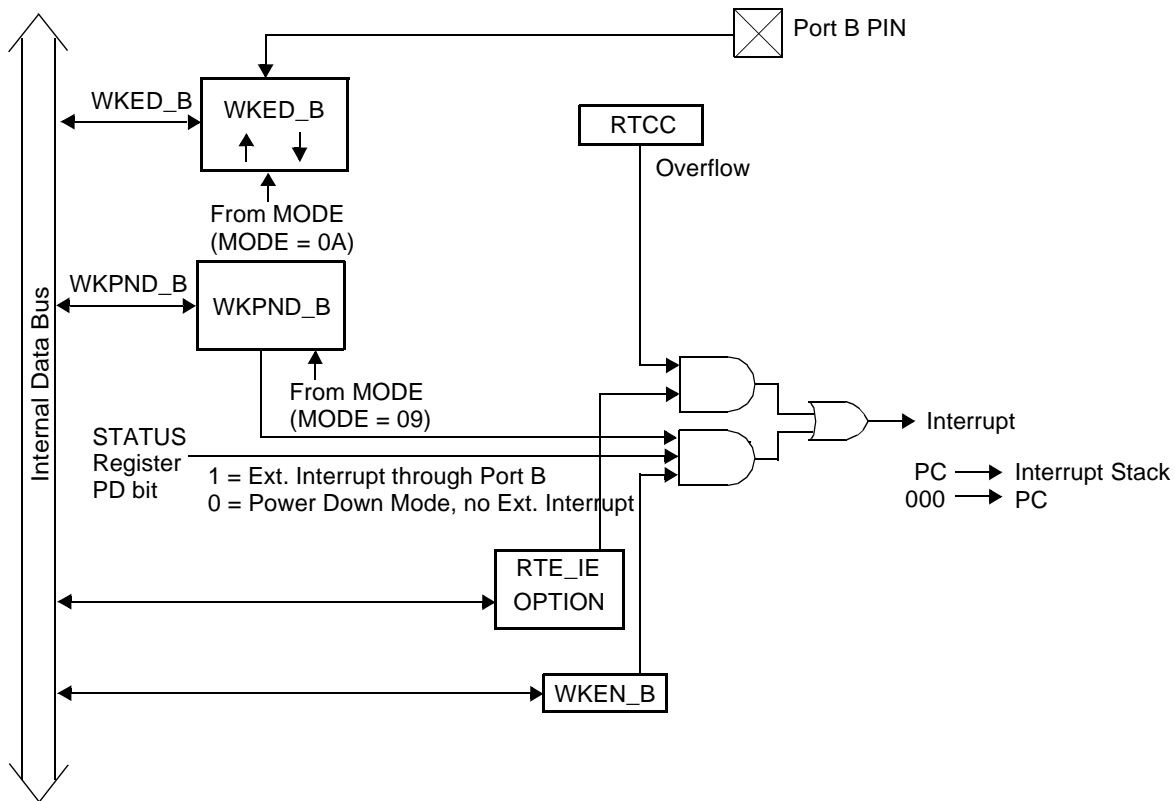 Port B PIN
WKED_B
WKED_B
RTCC
Overflow
From MODE
(MODE = 0A)
WKPND_B
WKPND_B
Internal Data Bus
From MODE
(MODE = 09)
Interrupt
STATUS
Register
PD bit
1 = Ext. Interrupt through Port B
0 = Power Down Mode, no Ext. Interrupt
PC
Interrupt Stack
000
PC
RTE_IE
OPTION
WKEN_B